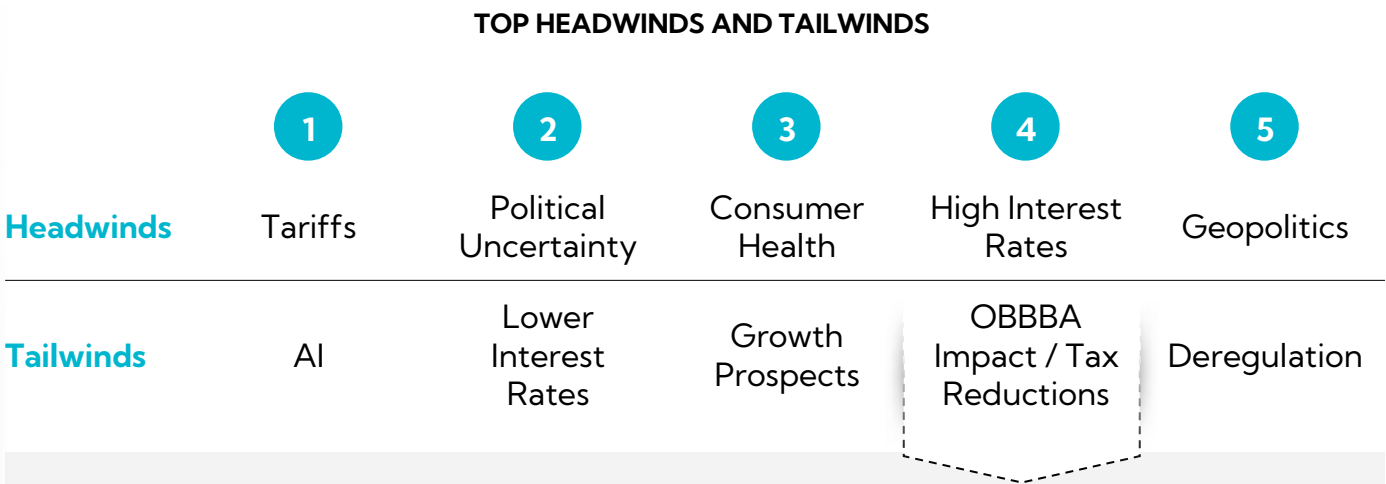 TOP HEADWINDS AND TAILWINDS
1
2
3
4
5
Headwinds
Tariffs
Political
Uncertainty
Consumer
Health
High Interest
Rates
Geopolitics
Tailwinds
AI
Lower
Interest
Rates
Growth
Prospects
OBBBA
Impact / Tax
Reductions
Deregulation